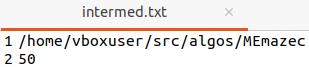 intermed.txt ×
1 /home/vboxuser/src/algos/MEmazec
2 50